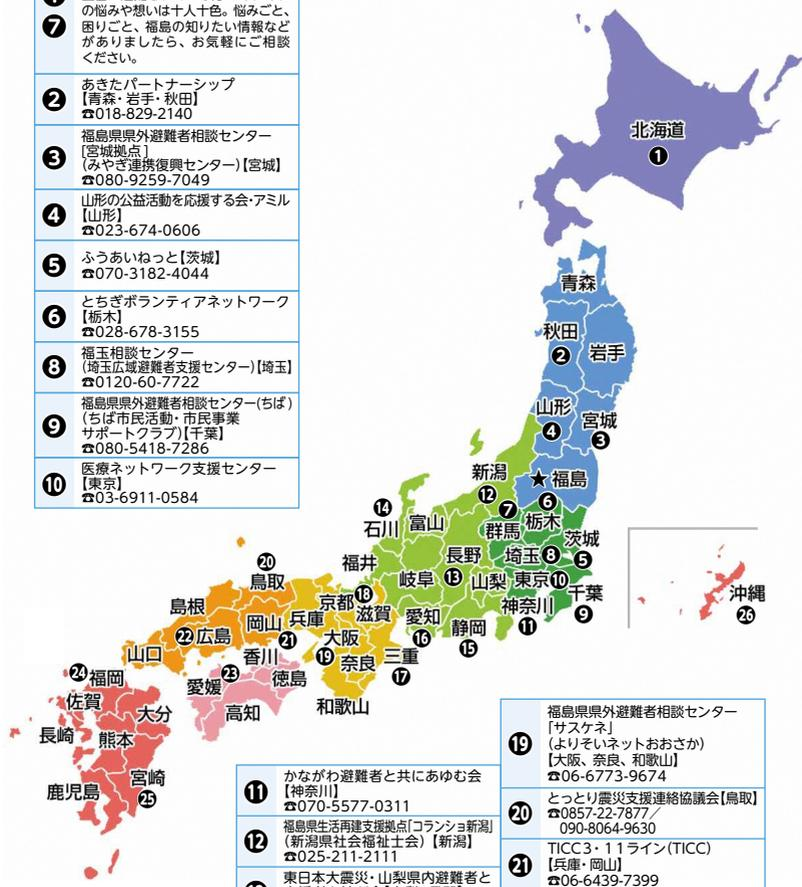 ❼
の悩みや想いは十人十色。悩みごと、
困りごと、福島の知りたい情報など
がありましたら、お気軽にご相談
ください。
❷
あきたパートナーシップ
【青森・岩手・秋田】
☎018-829-2140
❸
福島県県外避難者相談センター
[宮城拠点]
(みやぎ連携復興センター)【宮城】
☎080-9259-7049
❹
山形の公益活動を応援する会・アミル
【山形】
☎023-674-0606
❺
ふうあいねっと【茨城】
☎070-3182-4044
❻
とちぎボランティアネットワーク
【栃木】
☎028-678-3155
❽
福玉相談センター
(埼玉広域避難者支援センター)【埼玉】
☎0120-60-7722
❾
福島県県外避難者相談センター(ちば)
(ちば市民活動・市民事業
サポートクラブ)【千葉】
☎080-5418-7286
❿
医療ネットワーク支援センター
【東京】
☎03-6911-0584
北海道
❶
青森
秋田
❷
岩手
山形
❹
宮城
❸
新潟
⓬
★福島
❻
❼
群馬
栃木
茨城
❺
⓮
石川
富山
長野
⓭
埼玉❽
福井
岐阜
山梨
東京❿
千葉
❾
神奈川
⓫
⓴
鳥取
京都
⓲
滋賀
愛知
⓰
静岡
⓯
島根
岡山
㉑
兵庫
大阪
⓳
奈良
三重
⓱
㉒広島
山口
香川
和歌山
㉔
福岡
㉓
愛媛
徳島
高知
佐賀
大分
長崎
熊本
宮崎
㉕
鹿児島
沖縄
㉖
⓫
かながわ避難者と共にあゆむ会
【神奈川】
☎070-5577-0311
⓬
福島県生活再建支援拠点「コランショ新潟」
(新潟県社会福祉士会)【新潟】
☎025-211-2111
東日本大震災・山梨県内避難者と
⓳
福島県県外避難者相談センター
「サスケネ」
(よりそいネットおおさか)
【大阪、奈良、和歌山】
☎06-6773-9674
⓴
とっとり震災支援連絡協議会【鳥取】
☎0857-22-7877／
090-8064-9630
㉑
TICC3・11ライン(TICC)
【兵庫・岡山】
☎06-6439-7399